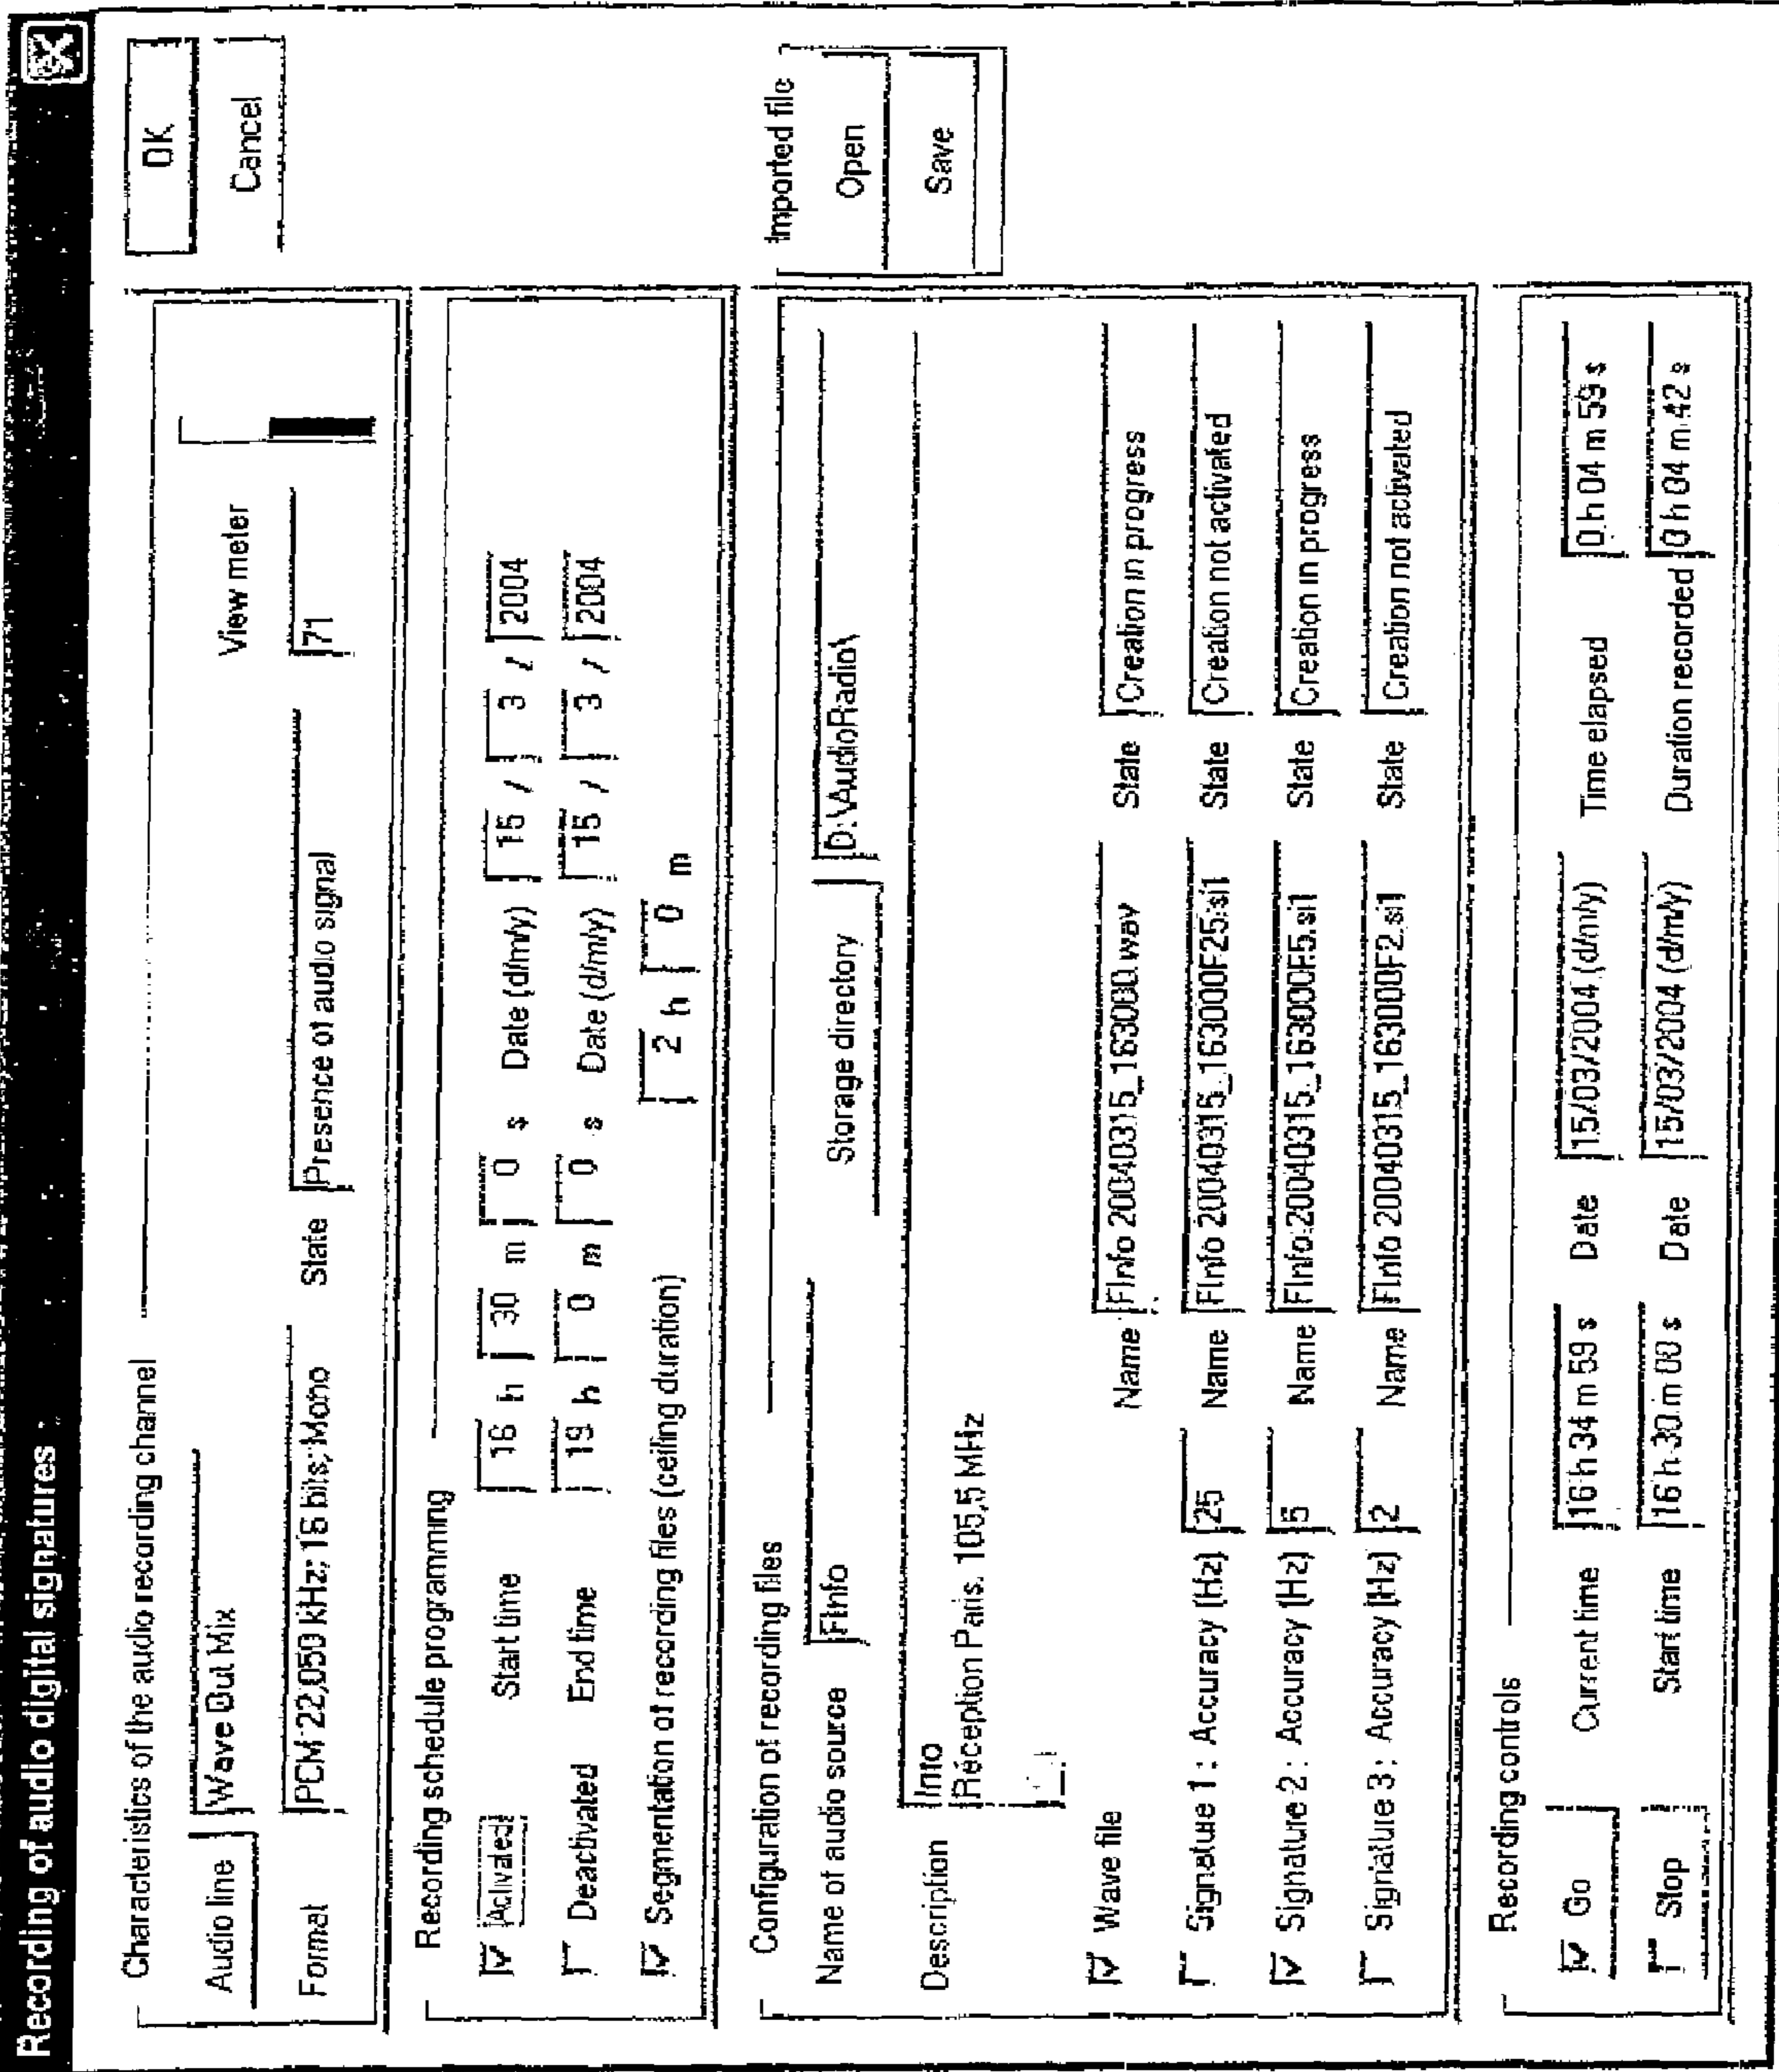 Recording of audio digital signatures
Characteristics of the audio recording channel
OK
Audio line Wave Out Mix View meter
Cancel
Format PCM 22,050 kHz; 16 bits; Mono State Presence of audio signal 71
Recording schedule programming
Activated Start time 16 h 30 m 0 s Date (d/m/y) 15 / 3 / 2004
Deactivated End time 19 h 0 m 0 s Date (d/m/y) 15 / 3 / 2004
Segmentation of recording files (ceiling duration) 2 h 0 m
Configuration of recording files
Imported file
Name of audio source FInfo Storage directory D:\AudioRadio\
Open
Description Info
Save
Réception Paris. 105,5 MHz
Wave file Name FInfo 20040315_163000.wav State Creation in progress
Signature 1 : Accuracy (Hz) 25 Name FInfo 20040315_163000F25.si1 State Creation not activated
Signature 2 : Accuracy (Hz) 5 Name FInfo 20040315_163000F5.si1 State Creation in progress
Signature 3 : Accuracy (Hz) 2 Name FInfo 20040315_163000F2.si1 State Creation not activated
Recording controls
Go Current time 16 h 34 m 59 s Date 15/03/2004 (d/m/y) Time elapsed 0 h 04 m 59 s
Stop Start time 16 h 30 m 00 s Date 15/03/2004 (d/m/y) Duration recorded 0 h 04 m 42 s